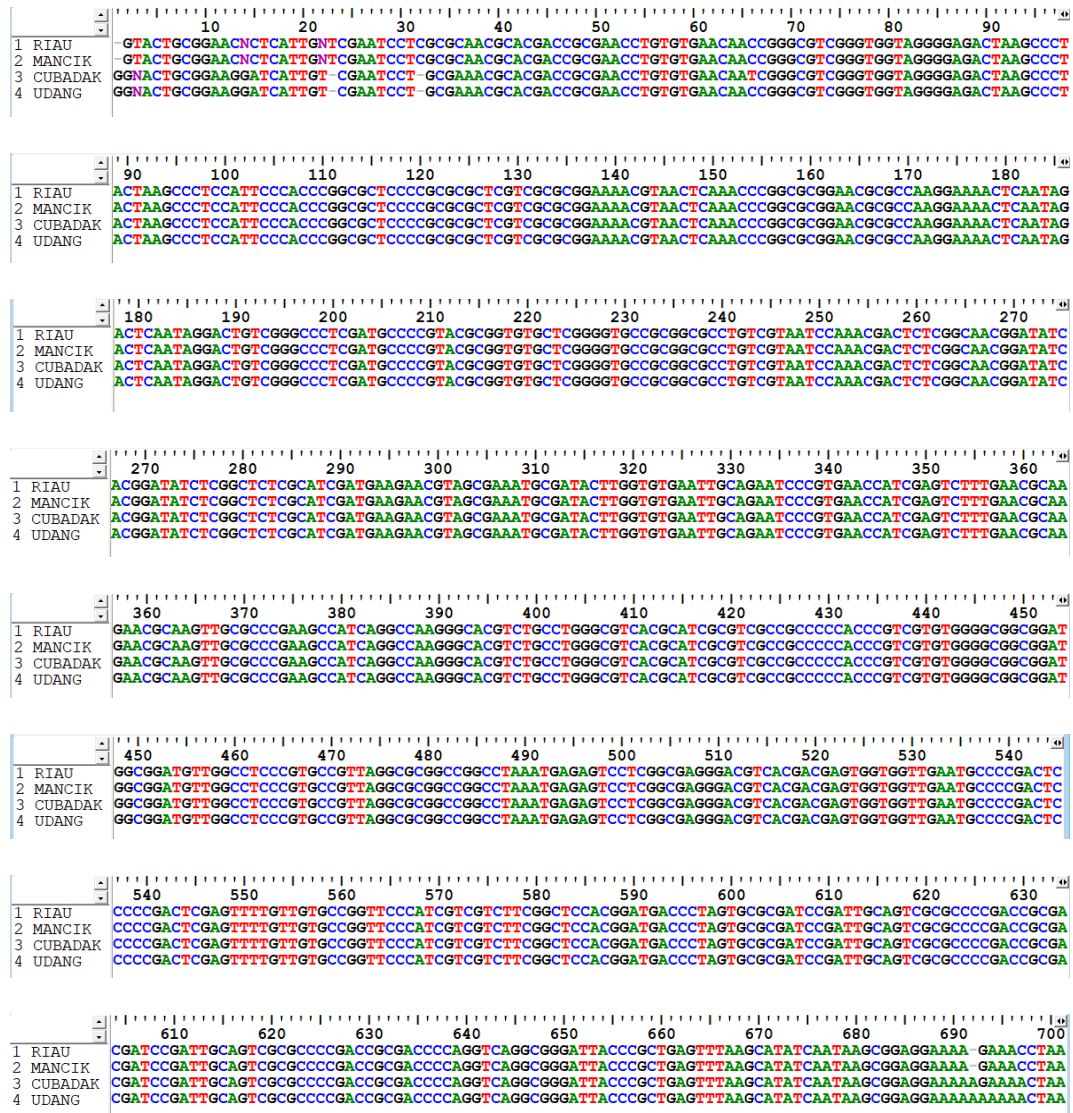 10 20 30 40 50 60 70 80 90
1 RIAU -GTACTGCGGAACNCTCATTGNTCGAATCCTCGCGCAACGCACGACCGCGAACCTGTGTGAACAACCGGGCGTCGGGTGGTAGGGGAGACTAAGCCCT
2 MANCIK -GTACTGCGGAACNCTCATTGNTCGAATCCTCGCGCAACGCACGACCGCGAACCTGTGTGAACAACCGGGCGTCGGGTGGTAGGGGAGACTAAGCCCT
3 CUBADAK GGNACTGCGGAAGGATCATTGT-CGAATCCT-GCGAAACGCACGACCGCGAACCTGTGTGAACAATCGGGCGTCGGGTGGTAGGGGAGACTAAGCCCT
4 UDANG GGNACTGCGGAAGGATCATTGT-CGAATCCT-GCGAAACGCACGACCGCGAACCTGTGTGAACAACCGGGCGTCGGGTGGTAGGGGAGACTAAGCCCT
90 100 110 120 130 140 150 160 170 180
1 RIAU ACTAAGCCCTCCATTCCCACCCGGCGCTCCCCGCGCGCTCGTCGCGCGGAAAACGTAACTCAAACCCGGCGCGGAACGCGCCAAGGAAAACTCAATAG
2 MANCIK ACTAAGCCCTCCATTCCCACCCGGCGCTCCCCGCGCGCTCGTCGCGCGGAAAACGTAACTCAAACCCGGCGCGGAACGCGCCAAGGAAAACTCAATAG
3 CUBADAK ACTAAGCCCTCCATTCCCACCCGGCGCTCCCCGCGCGCTCGTCGCGCGGAAAACGTAACTCAAACCCGGCGCGGAACGCGCCAAGGAAAACTCAATAG
4 UDANG ACTAAGCCCTCCATTCCCACCCGGCGCTCCCCGCGCGCTCGTCGCGCGGAAAACGTAACTCAAACCCGGCGCGGAACGCGCCAAGGAAAACTCAATAG
180 190 200 210 220 230 240 250 260 270
1 RIAU ACTCAATAGGACTGTCGGGCCCTCGATGCCCCGTACGCGGTGTGCTCGGGGTGCCGCGGCGCCTGTCGTAATCCAAACGACTCTCGGCAACGGATATC
2 MANCIK ACTCAATAGGACTGTCGGGCCCTCGATGCCCCGTACGCGGTGTGCTCGGGGTGCCGCGGCGCCTGTCGTAATCCAAACGACTCTCGGCAACGGATATC
3 CUBADAK ACTCAATAGGACTGTCGGGCCCTCGATGCCCCGTACGCGGTGTGCTCGGGGTGCCGCGGCGCCTGTCGTAATCCAAACGACTCTCGGCAACGGATATC
4 UDANG ACTCAATAGGACTGTCGGGCCCTCGATGCCCCGTACGCGGTGTGCTCGGGGTGCCGCGGCGCCTGTCGTAATCCAAACGACTCTCGGCAACGGATATC
270 280 290 300 310 320 330 340 350 360
1 RIAU ACGGATATCTCGGCTCTCGCATCGATGAAGAACGTAGCGAAATGCGATACTTGGTGTGAATTGCAGAATCCCGTGAACCATCGAGTCTTTGAACGCAA
2 MANCIK ACGGATATCTCGGCTCTCGCATCGATGAAGAACGTAGCGAAATGCGATACTTGGTGTGAATTGCAGAATCCCGTGAACCATCGAGTCTTTGAACGCAA
3 CUBADAK ACGGATATCTCGGCTCTCGCATCGATGAAGAACGTAGCGAAATGCGATACTTGGTGTGAATTGCAGAATCCCGTGAACCATCGAGTCTTTGAACGCAA
4 UDANG ACGGATATCTCGGCTCTCGCATCGATGAAGAACGTAGCGAAATGCGATACTTGGTGTGAATTGCAGAATCCCGTGAACCATCGAGTCTTTGAACGCAA
360 370 380 390 400 410 420 430 440 450
1 RIAU GAACGCAAGTTGCGCCCGAAGCCATCAGGCCAAGGGCACGTCTGCCTGGGCGTCACGCATCGCGTCGCCGCCCCCACCCGTCGTGTGGGGCGGCGGAT
2 MANCIK GAACGCAAGTTGCGCCCGAAGCCATCAGGCCAAGGGCACGTCTGCCTGGGCGTCACGCATCGCGTCGCCGCCCCCACCCGTCGTGTGGGGCGGCGGAT
3 CUBADAK GAACGCAAGTTGCGCCCGAAGCCATCAGGCCAAGGGCACGTCTGCCTGGGCGTCACGCATCGCGTCGCCGCCCCCACCCGTCGTGTGGGGCGGCGGAT
4 UDANG GAACGCAAGTTGCGCCCGAAGCCATCAGGCCAAGGGCACGTCTGCCTGGGCGTCACGCATCGCGTCGCCGCCCCCACCCGTCGTGTGGGGCGGCGGAT
450 460 470 480 490 500 510 520 530 540
1 RIAU GGCGGATGTTGGCCTCCCGTGCCGTTAGGCGCGGCCGGCCTAAATGAGAGTCCTCGGCGAGGGACGTCACGACGAGTGGTGGTTGAATGCCCCGACTC
2 MANCIK GGCGGATGTTGGCCTCCCGTGCCGTTAGGCGCGGCCGGCCTAAATGAGAGTCCTCGGCGAGGGACGTCACGACGAGTGGTGGTTGAATGCCCCGACTC
3 CUBADAK GGCGGATGTTGGCCTCCCGTGCCGTTAGGCGCGGCCGGCCTAAATGAGAGTCCTCGGCGAGGGACGTCACGACGAGTGGTGGTTGAATGCCCCGACTC
4 UDANG GGCGGATGTTGGCCTCCCGTGCCGTTAGGCGCGGCCGGCCTAAATGAGAGTCCTCGGCGAGGGACGTCACGACGAGTGGTGGTTGAATGCCCCGACTC
540 550 560 570 580 590 600 610 620 630
1 RIAU CCCCGACTCGAGTTTTGTTGTGCCGGTTCCCATCGTCGTCTTCGGCTCCACGGATGACCCTAGTGCGCGATCCGATTGCAGTCGCGCCCCGACCGCGA
2 MANCIK CCCCGACTCGAGTTTTGTTGTGCCGGTTCCCATCGTCGTCTTCGGCTCCACGGATGACCCTAGTGCGCGATCCGATTGCAGTCGCGCCCCGACCGCGA
3 CUBADAK CCCCGACTCGAGTTTTGTTGTGCCGGTTCCCATCGTCGTCTTCGGCTCCACGGATGACCCTAGTGCGCGATCCGATTGCAGTCGCGCCCCGACCGCGA
4 UDANG CCCCGACTCGAGTTTTGTTGTGCCGGTTCCCATCGTCGTCTTCGGCTCCACGGATGACCCTAGTGCGCGATCCGATTGCAGTCGCGCCCCGACCGCGA
610 620 630 640 650 660 670 680 690 700
1 RIAU CGATCCGATTGCAGTCGCGCCCCGACCGCGACCCCAGGTCAGGCGGGATTACCCGCTGAGTTTAAGCATATCAATAAGCGGAGGAAAA-GAAACCTAA
2 MANCIK CGATCCGATTGCAGTCGCGCCCCGACCGCGACCCCAGGTCAGGCGGGATTACCCGCTGAGTTTAAGCATATCAATAAGCGGAGGAAAA-GAAACCTAA
3 CUBADAK CGATCCGATTGCAGTCGCGCCCCGACCGCGACCCCAGGTCAGGCGGGATTACCCGCTGAGTTTAAGCATATCAATAAGCGGAGGAAAAAGAAAACTAA
4 UDANG CGATCCGATTGCAGTCGCGCCCCGACCGCGACCCCAGGTCAGGCGGGATTACCCGCTGAGTTTAAGCATATCAATAAGCGGAGGAAAAAAAAAACTAA